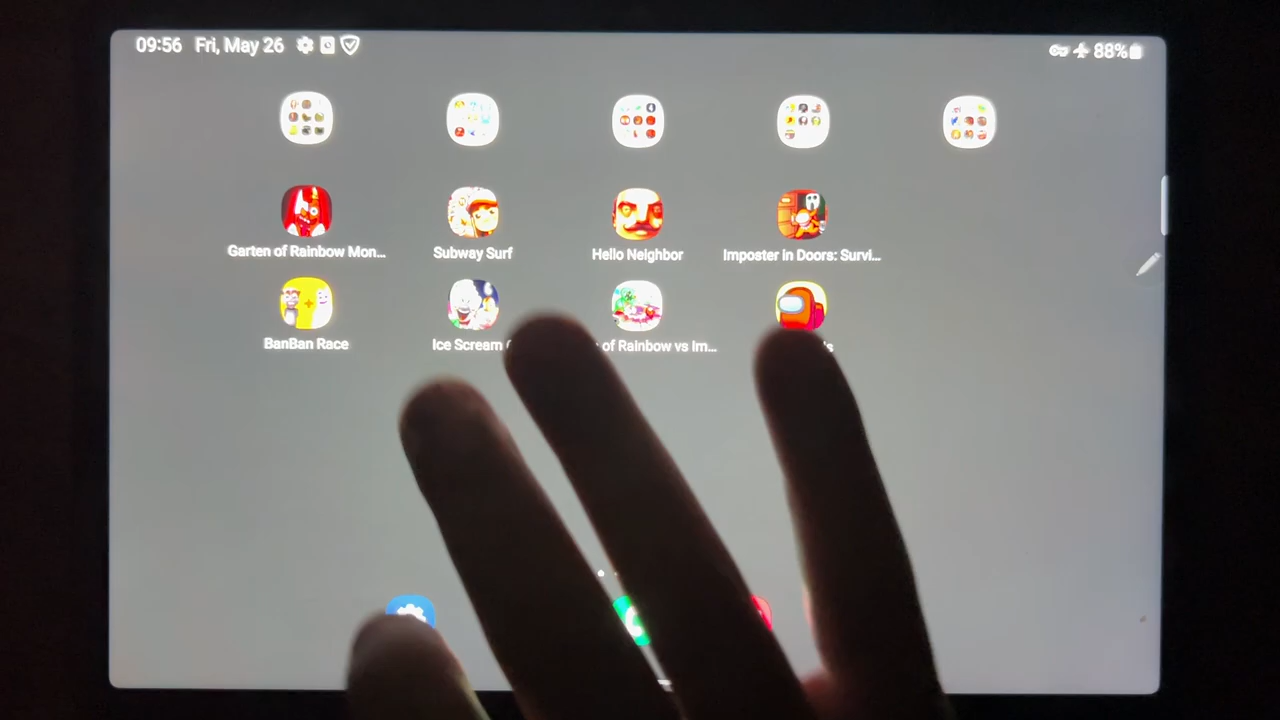 09:56 Fri, May 26
88%
Garten of Rainbow Mon...
Subway Surf
Hello Neighbor
Imposter in Doors: Survi...
BanBan Race
Ice Scream
of Rainbow vs Im...